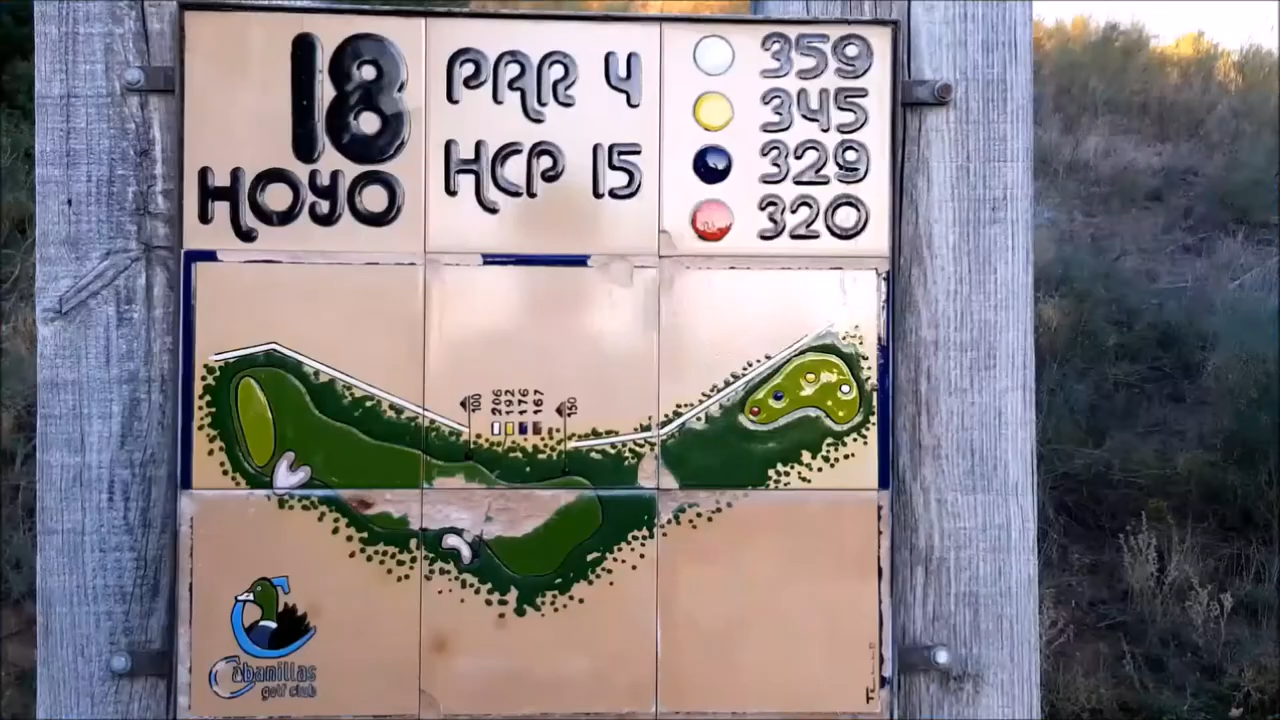 18
HOYO
PAR 4
HCP 15
359
345
329
320
100
206
192
176
167
150
Cabanillas
golf club